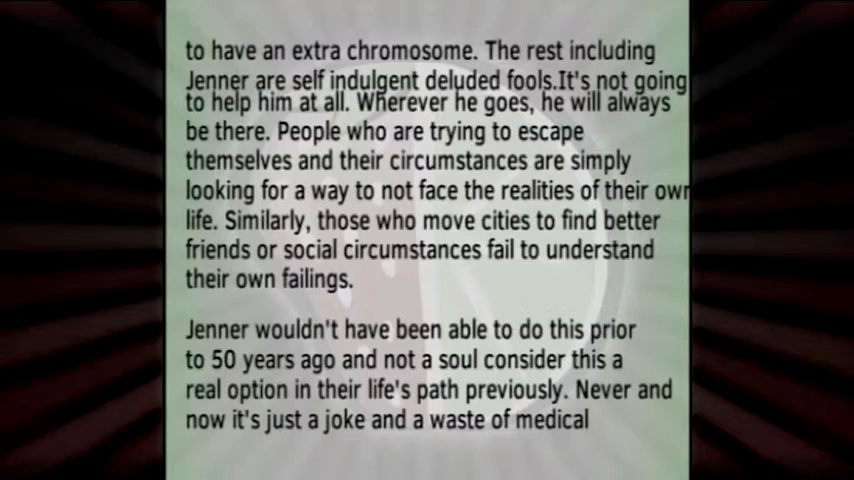 to have an extra chromosome. The rest including
Jenner are self indulgent deluded fools.It's not going
to help him at all. Wherever he goes, he will always
be there. People who are trying to escape
themselves and their circumstances are simply
looking for a way to not face the realities of their own
life. Similarly, those who move cities to find better
friends or social circumstances fail to understand
their own failings.
Jenner wouldn't have been able to do this prior
to 50 years ago and not a soul consider this a
real option in their life's path previously. Never and
now it's just a joke and a waste of medical